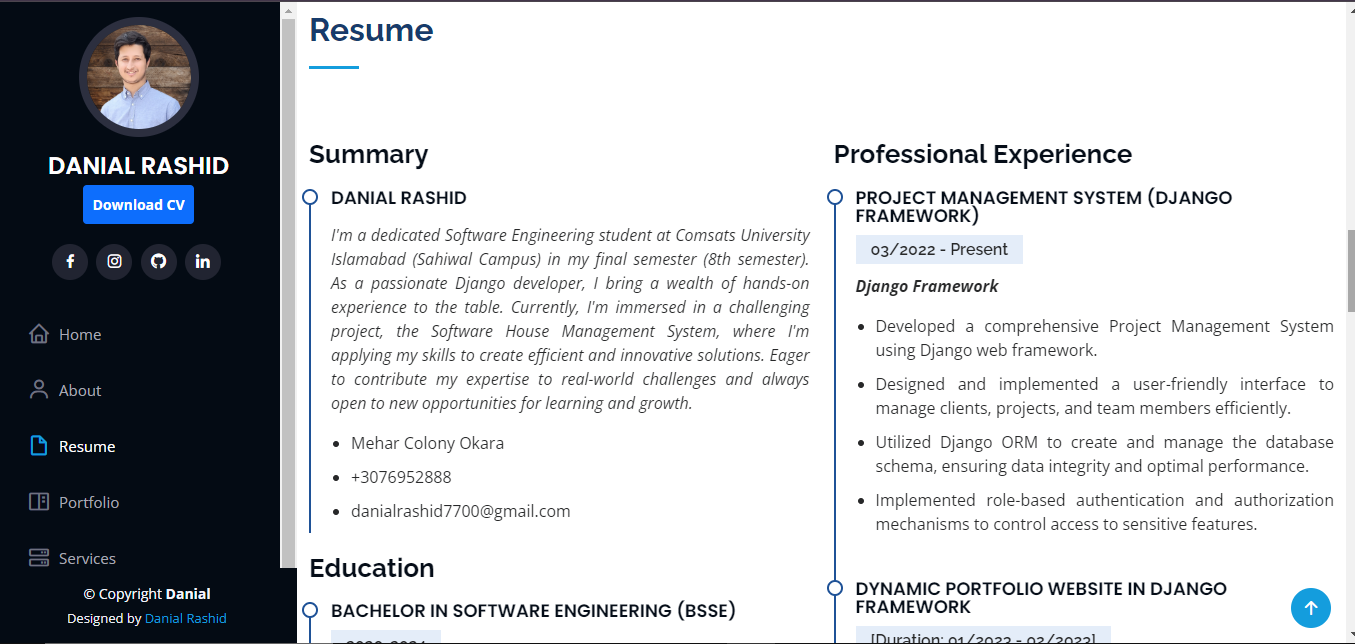 DANIAL RASHID
Download CV
Home
About
Resume
Portfolio
Services
© Copyright Danial
Designed by Danial Rashid
Resume
Summary
DANIAL RASHID
I'm a dedicated Software Engineering student at Comsats University
Islamabad (Sahiwal Campus) in my final semester (8th semester).
As a passionate Django developer, I bring a wealth of hands-on
experience to the table. Currently, I'm immersed in a challenging
project, the Software House Management System, where I'm
applying my skills to create efficient and innovative solutions. Eager
to contribute my expertise to real-world challenges and always
open to new opportunities for learning and growth.
Mehar Colony Okara
+3076952888
danialrashid7700@gmail.com
Education
BACHELOR IN SOFTWARE ENGINEERING (BSSE)
Professional Experience
PROJECT MANAGEMENT SYSTEM (DJANGO
FRAMEWORK)
03/2022 - Present
Django Framework
Developed a comprehensive Project Management System
using Django web framework.
Designed and implemented a user-friendly interface to
manage clients, projects, and team members efficiently.
Utilized Django ORM to create and manage the database
schema, ensuring data integrity and optimal performance.
Implemented role-based authentication and authorization
mechanisms to control access to sensitive features.
DYNAMIC PORTFOLIO WEBSITE IN DJANGO
FRAMEWORK
[Duration: 01/2023 - 02/2023]